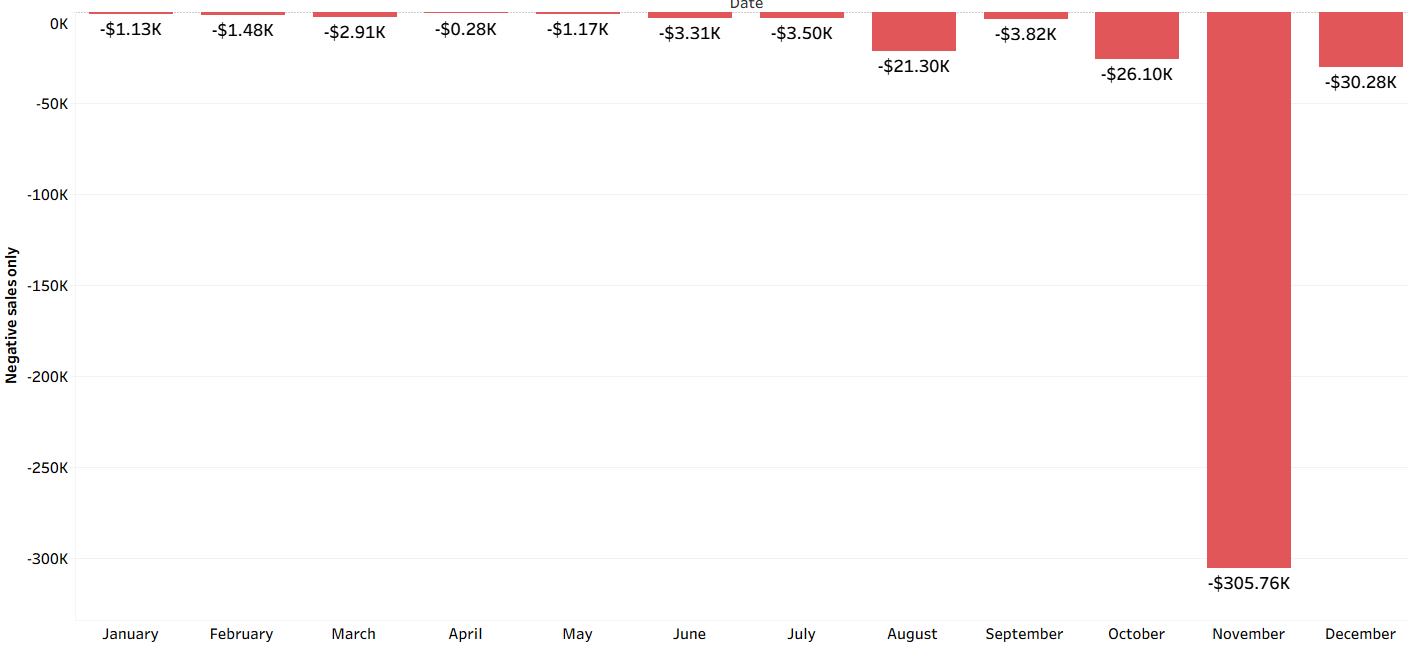 Date
0K
-50K
-100K
-150K
-200K
-250K
-300K
Negative sales only
-$1.13K
-$1.48K
-$2.91K
-$0.28K
-$1.17K
-$3.31K
-$3.50K
-$21.30K
-$3.82K
-$26.10K
-$305.76K
-$30.28K
January
February
March
April
May
June
July
August
September
October
November
December